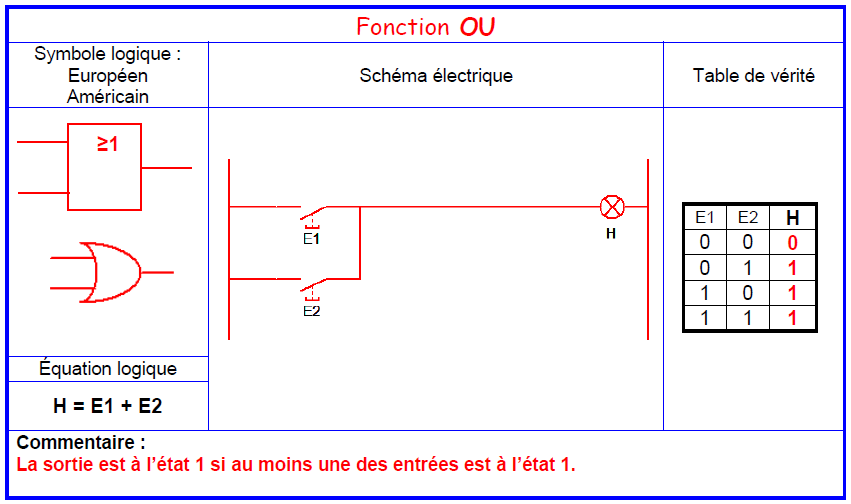 Fonction OU
Symbole logique :
Européen
Américain
Schéma électrique
Table de vérité
≥1
E1
H
E2
E1 E2 H
0 0 0
0 1 1
1 0 1
1 1 1
Équation logique
H = E1 + E2
Commentaire :
La sortie est à l’état 1 si au moins une des entrées est à l’état 1.